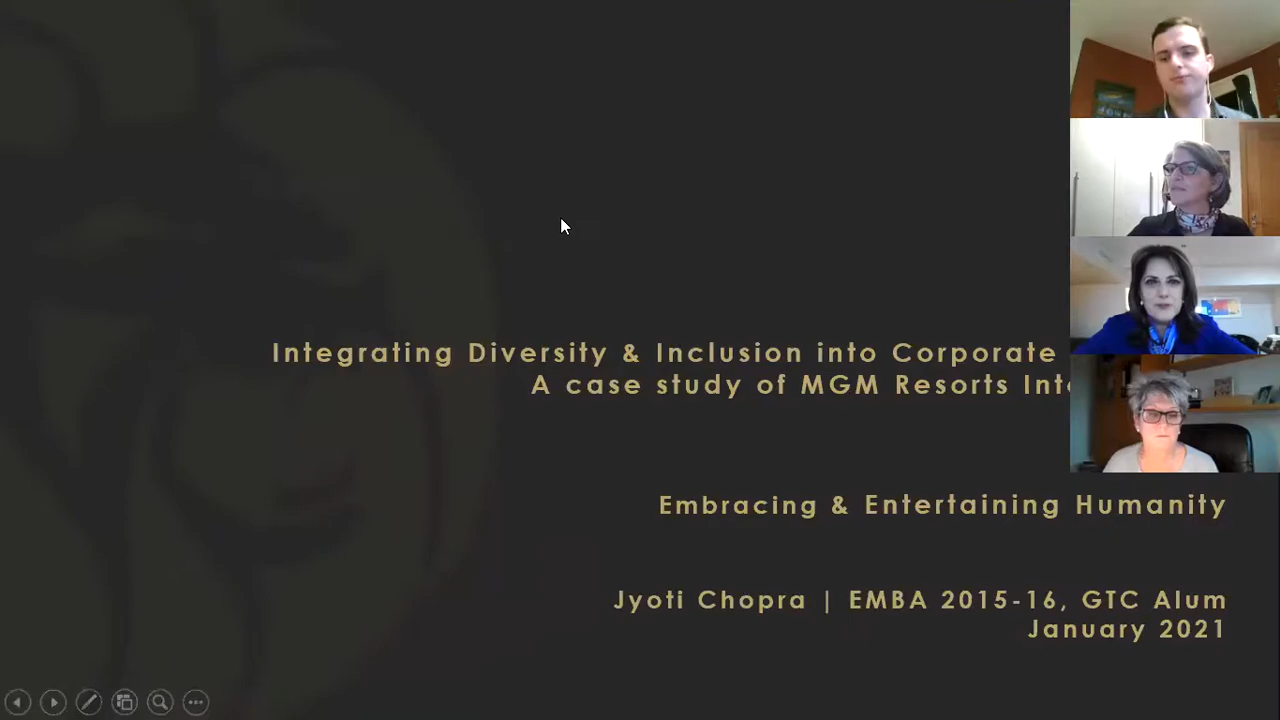 Integrating Diversity & Inclusion into Corporate
A case study of MGM Resorts
Embracing & Entertaining Humanity
Jyoti Chopra | EMBA 2015-16, GTC Alum
January 2021